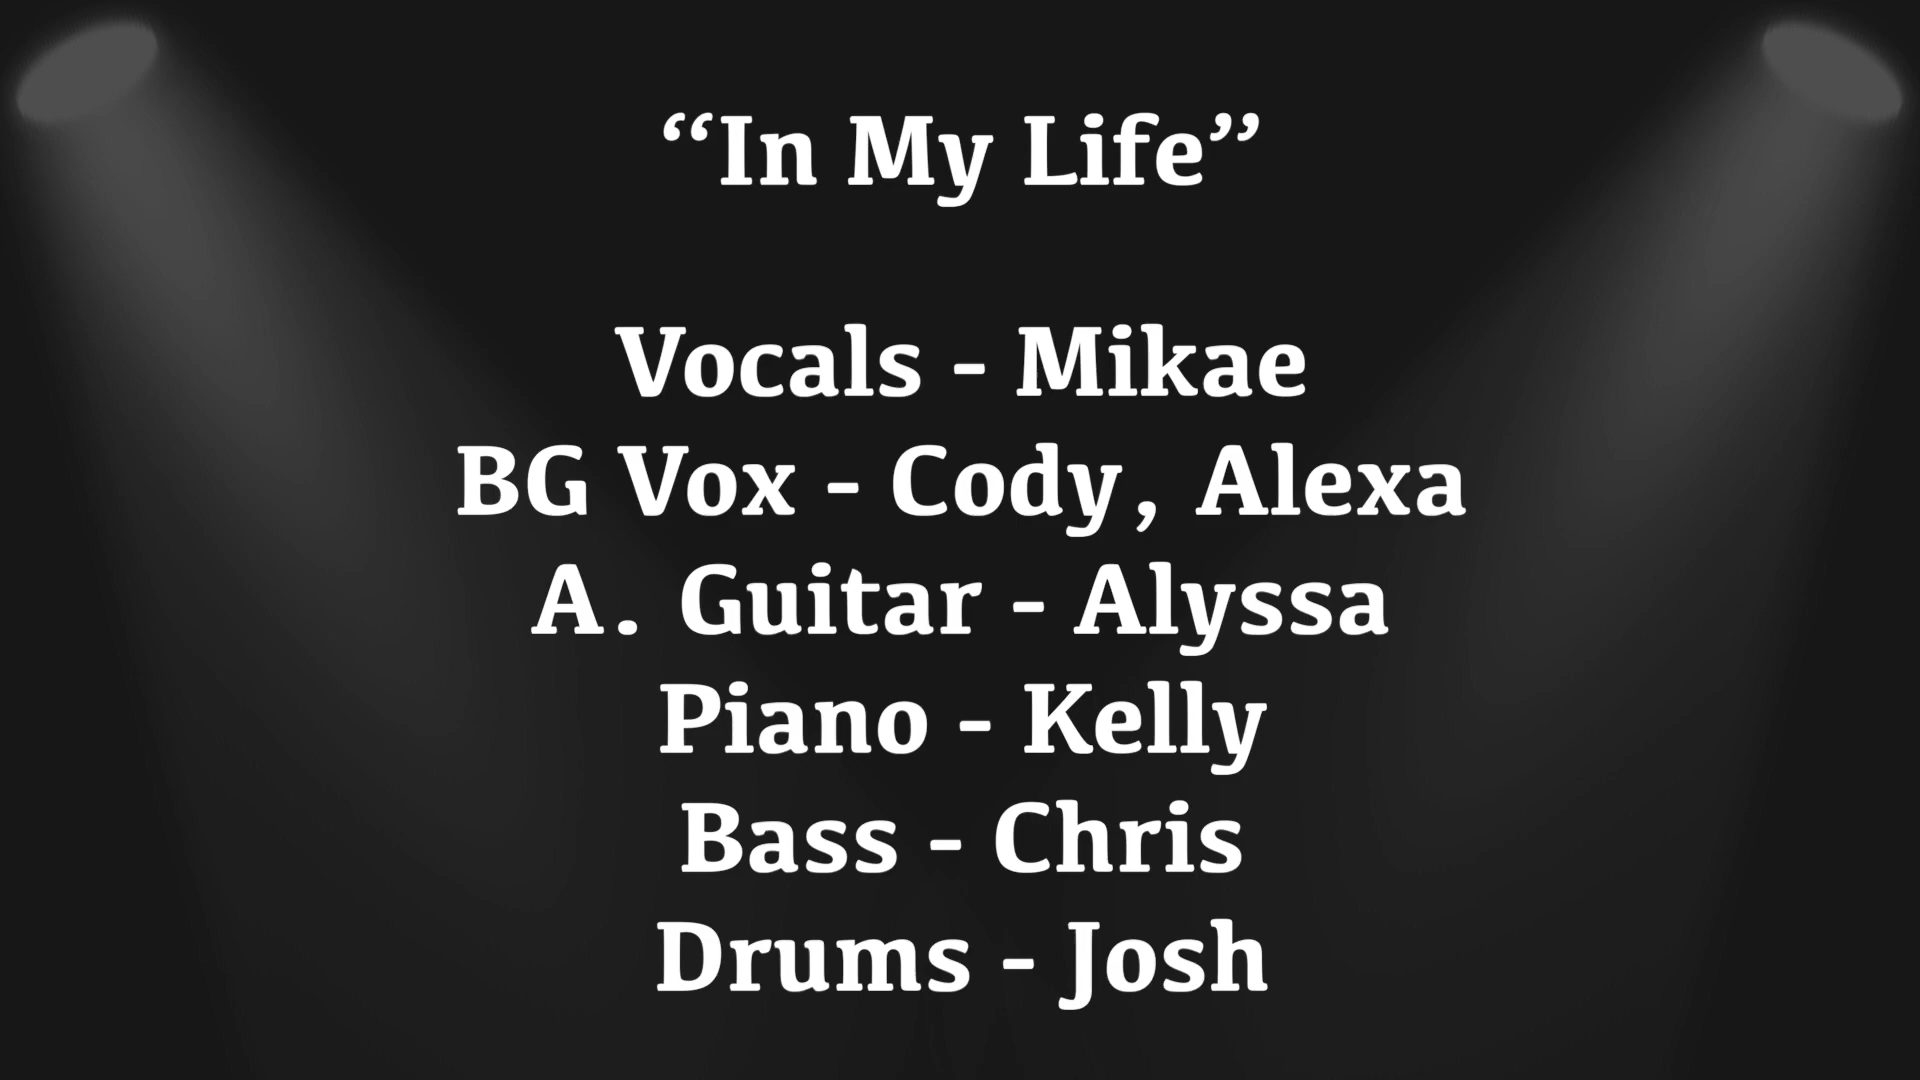 “In My Life”
Vocals - Mikae
BG Vox - Cody, Alexa
A. Guitar - Alyssa
Piano - Kelly
Bass - Chris
Drums - Josh